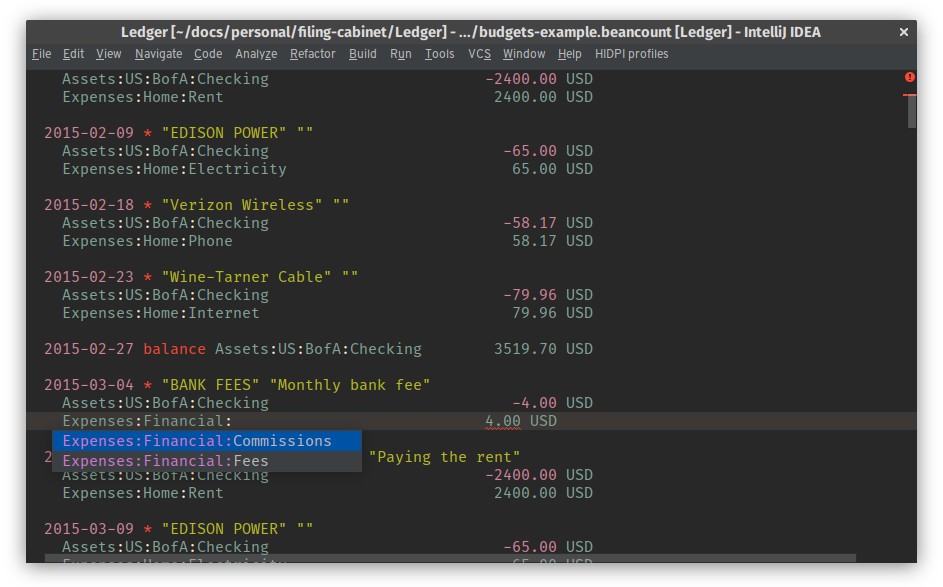 Ledger [~/docs/personal/filing-cabinet/Ledger] - .../budgets-example.beancount [Ledger] - IntelliJ IDEA ×
File Edit View Navigate Code Analyze Refactor Build Run Tools VCS Window Help HIDPI profiles
Assets:US:BofA:Checking -2400.00 USD
Expenses:Home:Rent 2400.00 USD
2015-02-09 * "EDISON POWER" ""
Assets:US:BofA:Checking -65.00 USD
Expenses:Home:Electricity 65.00 USD
2015-02-18 * "Verizon Wireless" ""
Assets:US:BofA:Checking -58.17 USD
Expenses:Home:Phone 58.17 USD
2015-02-23 * "Wine-Tarner Cable" ""
Assets:US:BofA:Checking -79.96 USD
Expenses:Home:Internet 79.96 USD
2015-02-27 balance Assets:US:BofA:Checking 3519.70 USD
2015-03-04 * "BANK FEES" "Monthly bank fee"
Assets:US:BofA:Checking -4.00 USD
Expenses:Financial: 4.00 USD
Expenses:Financial:Commissions
2 "Paying the rent"
Expenses:Financial:Fees
Assets:US:BofA:Checking -2400.00 USD
Expenses:Home:Rent 2400.00 USD
2015-03-09 * "EDISON POWER" ""
Assets:US:BofA:Checking -65.00 USD
Expenses:Home:Electricity 65.00 USD